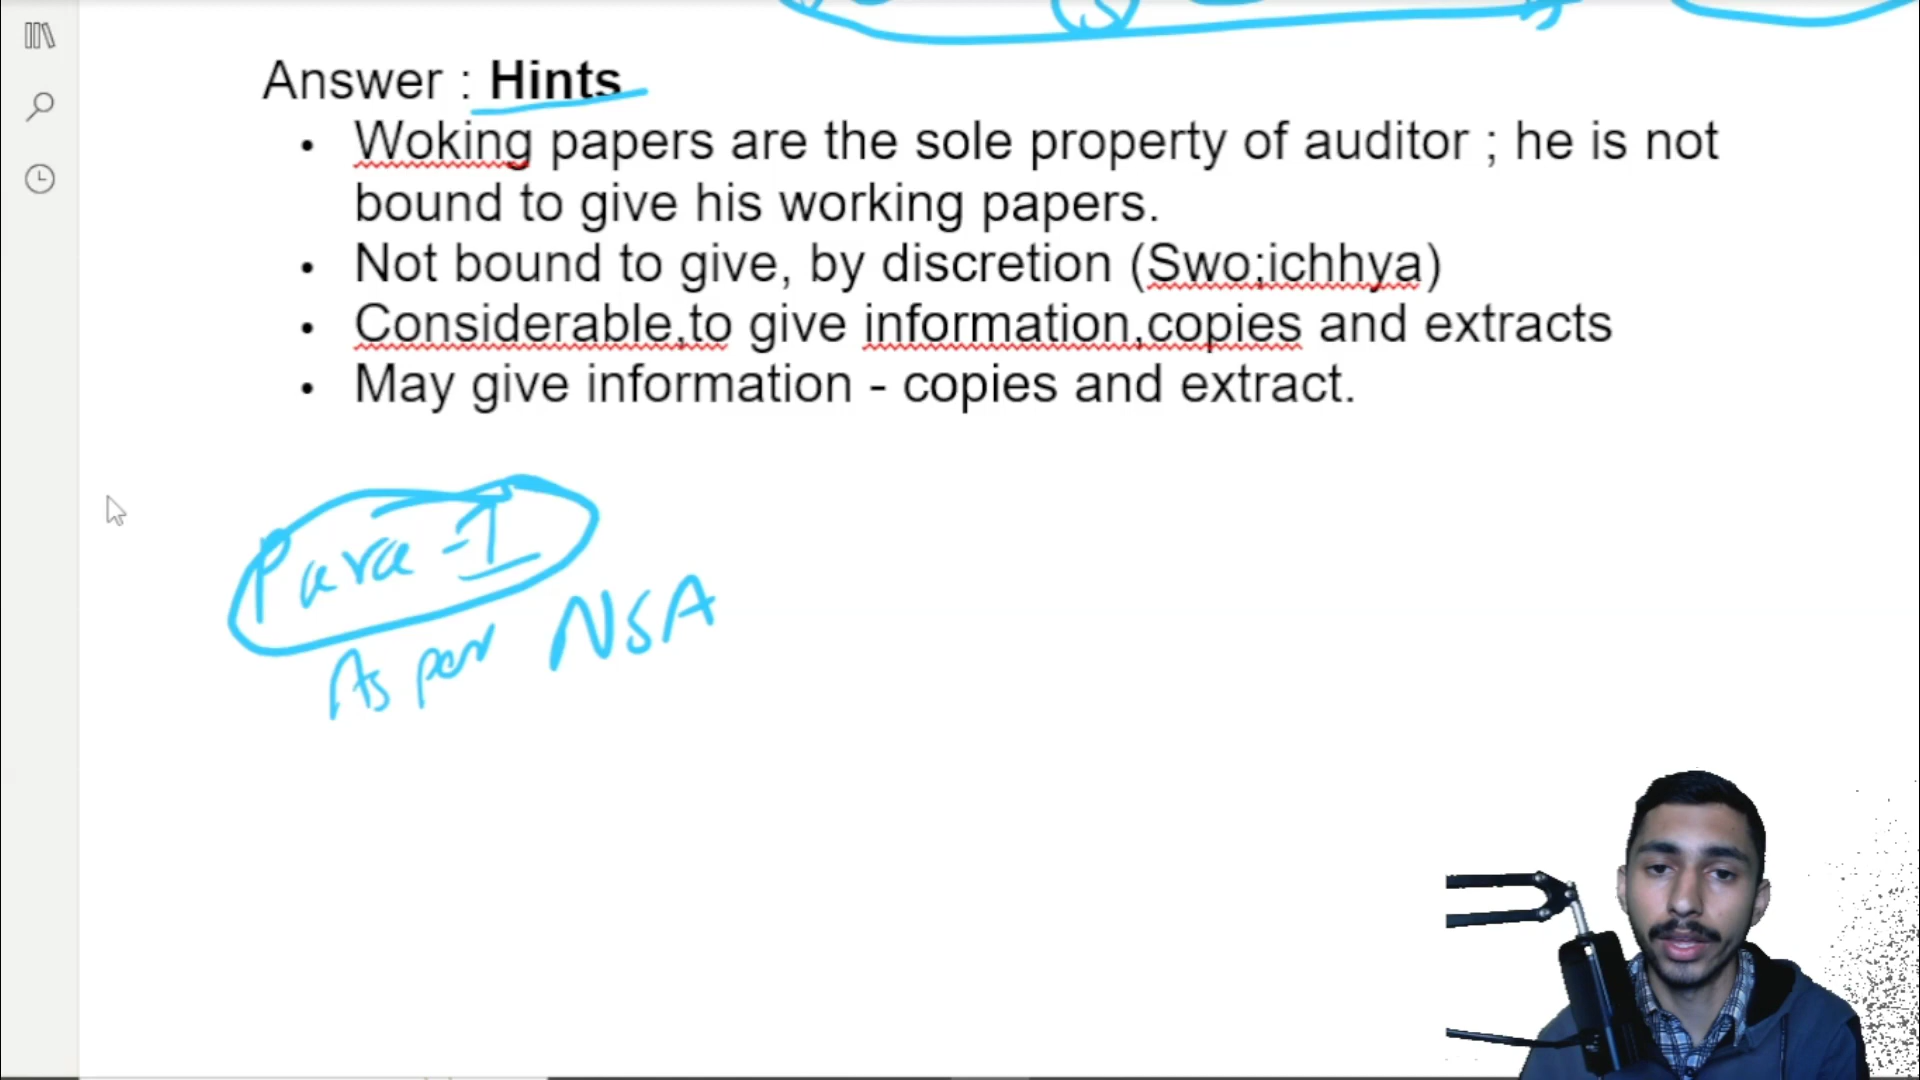 Answer : Hints
• Woking papers are the sole property of auditor ; he is not
bound to give his working papers.
• Not bound to give, by discretion (Swo;ichhya)
• Considerable,to give information,copies and extracts
• May give information - copies and extract.
Para - I
As per NSA